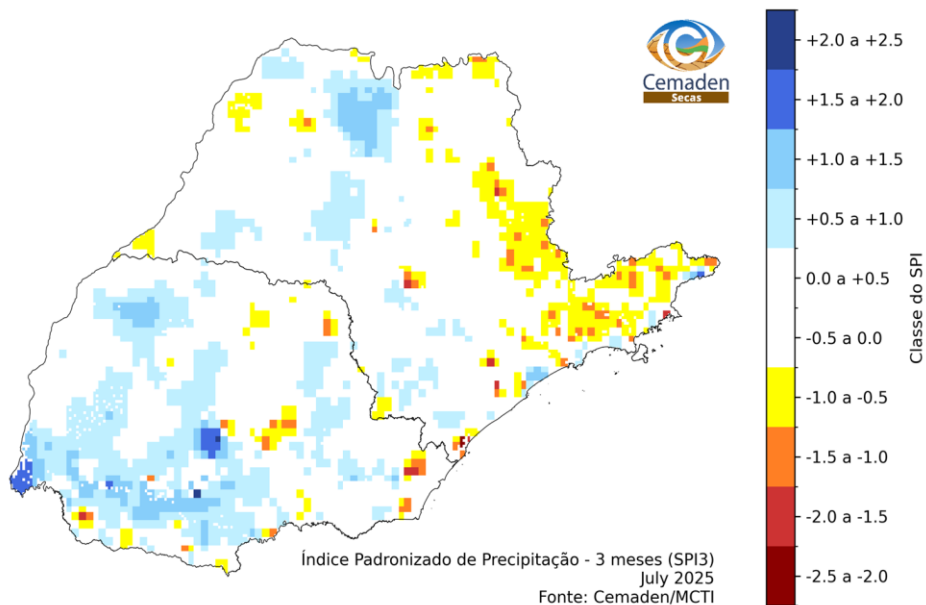 Cemaden
Secas
+2.0 a +2.5
+1.5 a +2.0
+1.0 a +1.5
+0.5 a +1.0
0.0 a +0.5
-0.5 a 0.0
-1.0 a -0.5
-1.5 a -1.0
-2.0 a -1.5
-2.5 a -2.0
Classe do SPI
Índice Padronizado de Precipitação - 3 meses (SPI3)
July 2025
Fonte: Cemaden/MCTI